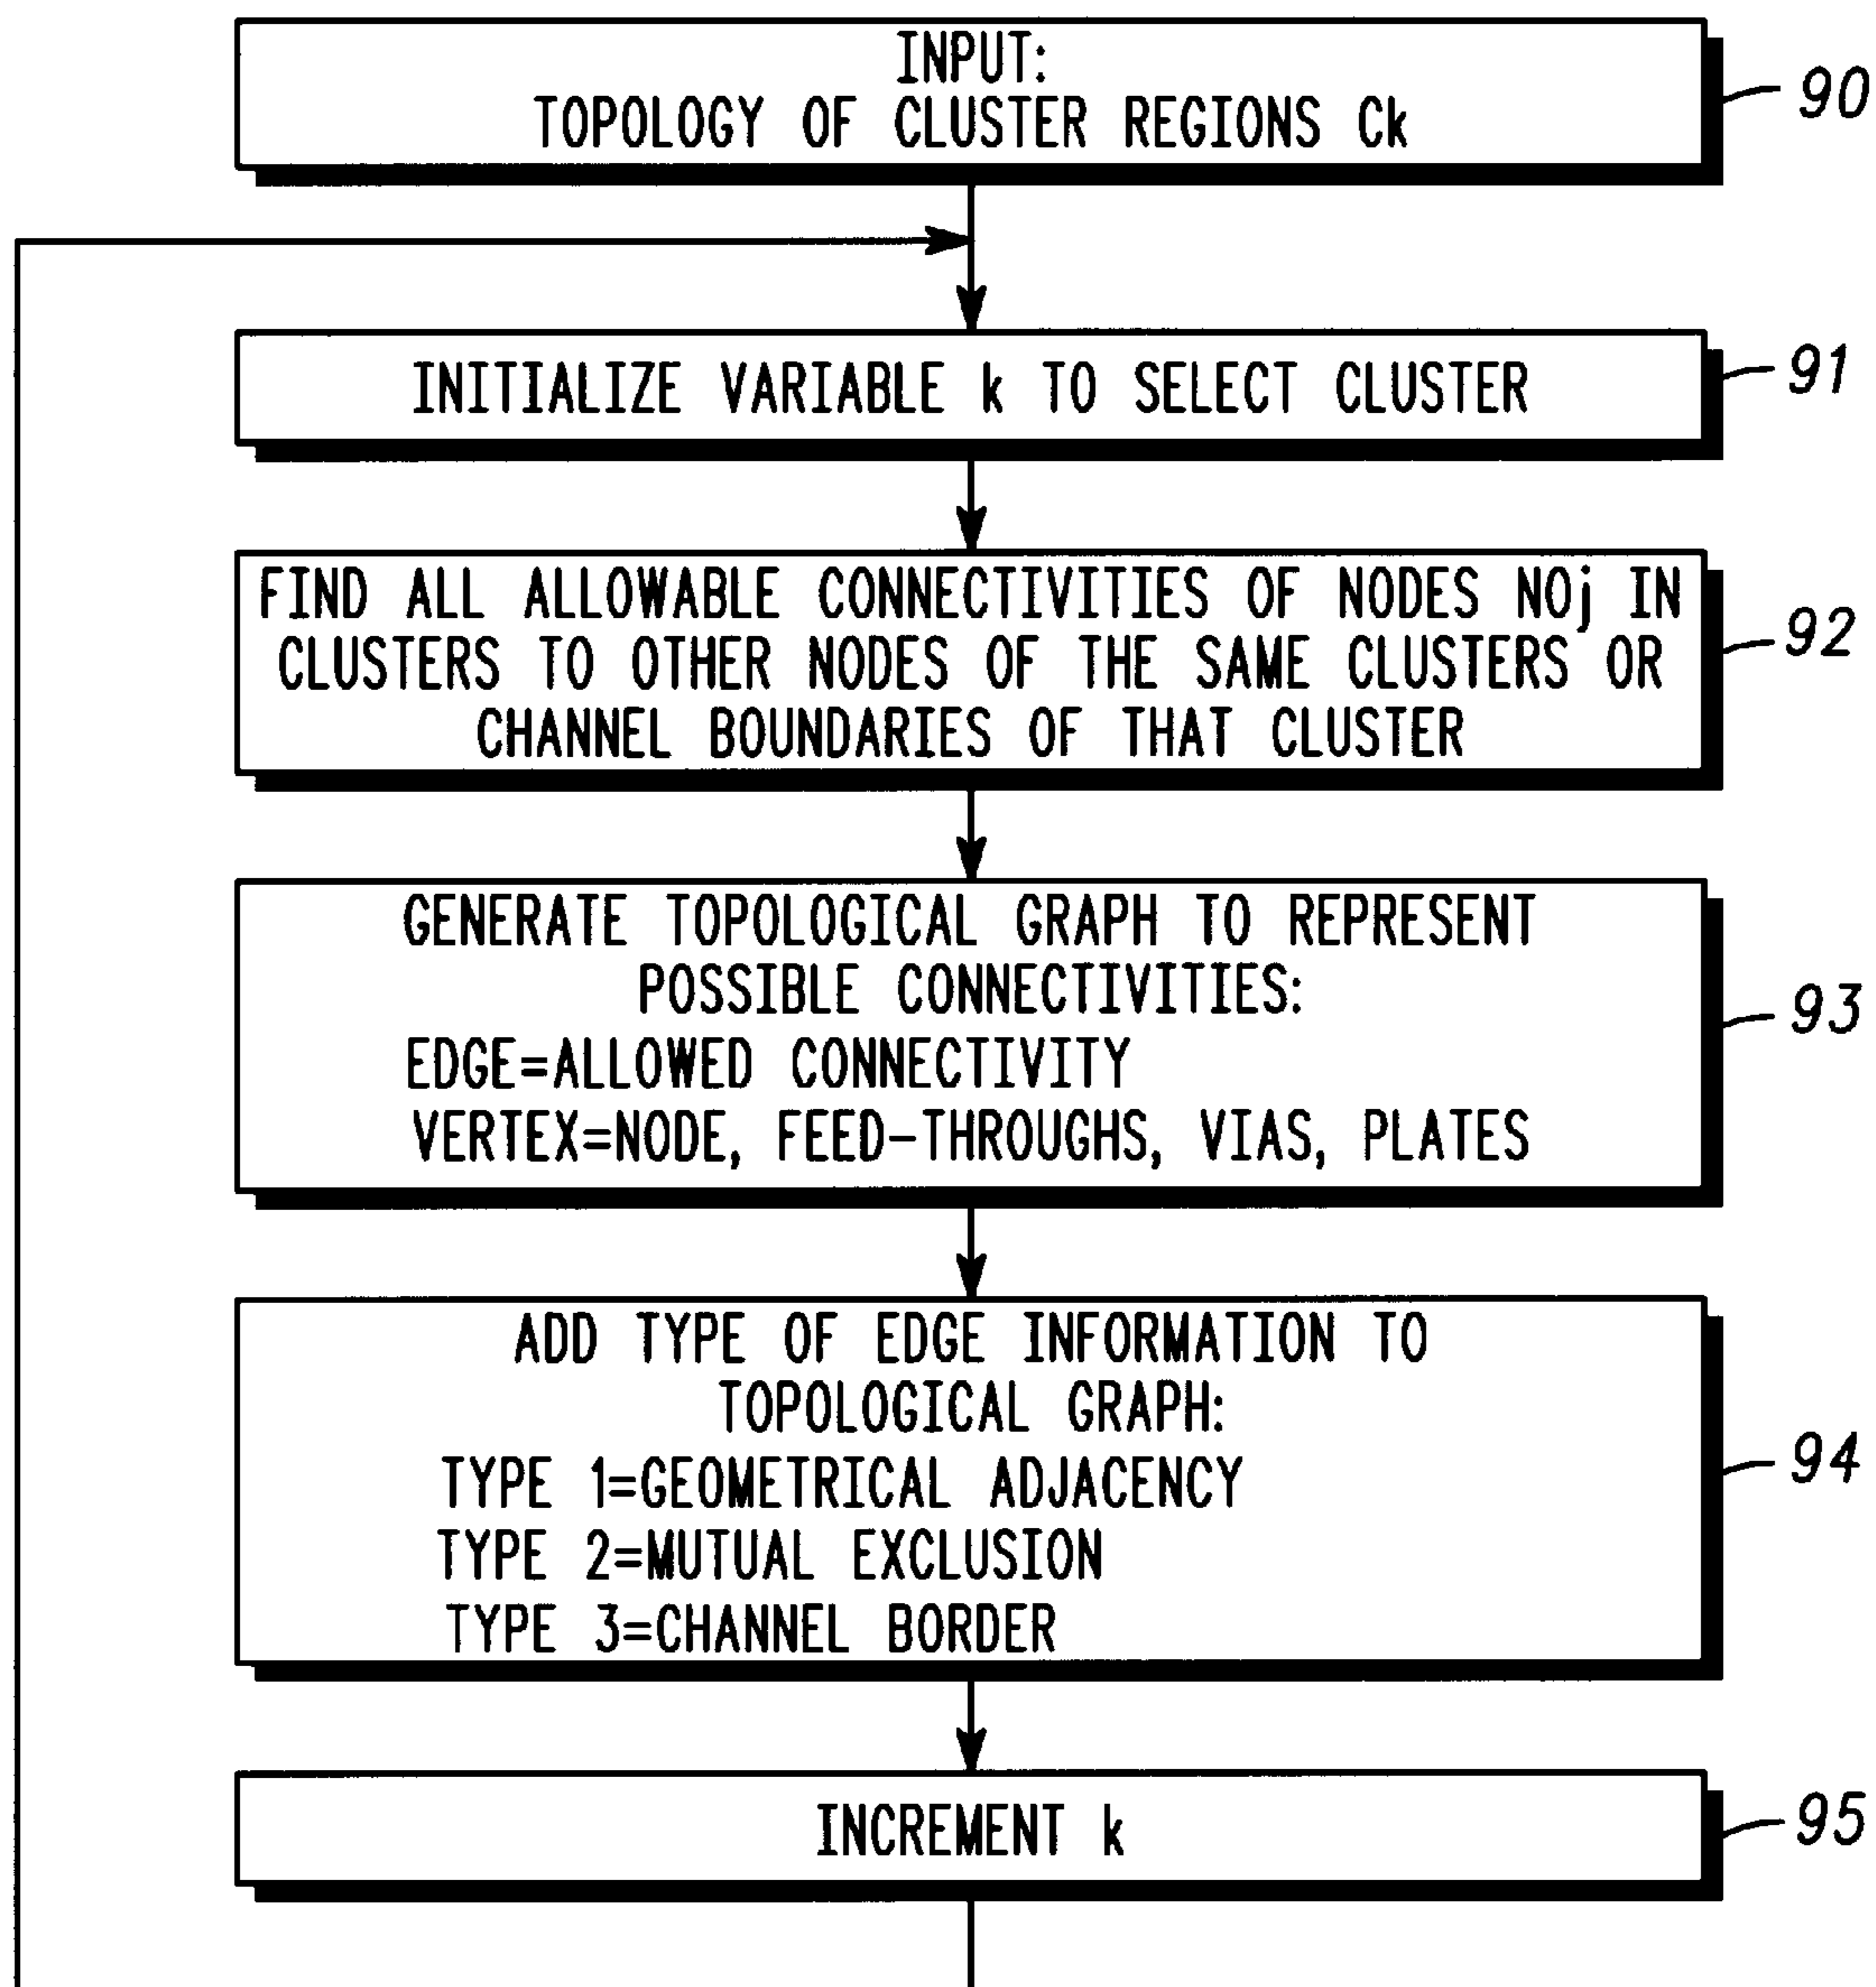 INPUT:
TOPOLOGY OF CLUSTER REGIONS Ck
90
INITIALIZE VARIABLE k TO SELECT CLUSTER
91
FIND ALL ALLOWABLE CONNECTIVITIES OF NODES NOj IN
CLUSTERS TO OTHER NODES OF THE SAME CLUSTERS OR
CHANNEL BOUNDARIES OF THAT CLUSTER
92
GENERATE TOPOLOGICAL GRAPH TO REPRESENT
POSSIBLE CONNECTIVITIES:
EDGE=ALLOWED CONNECTIVITY
VERTEX=NODE, FEED-THROUGHS, VIAS, PLATES
93
ADD TYPE OF EDGE INFORMATION TO
TOPOLOGICAL GRAPH:
TYPE 1=GEOMETRICAL ADJACENCY
TYPE 2=MUTUAL EXCLUSION
TYPE 3=CHANNEL BORDER
94
INCREMENT k
95